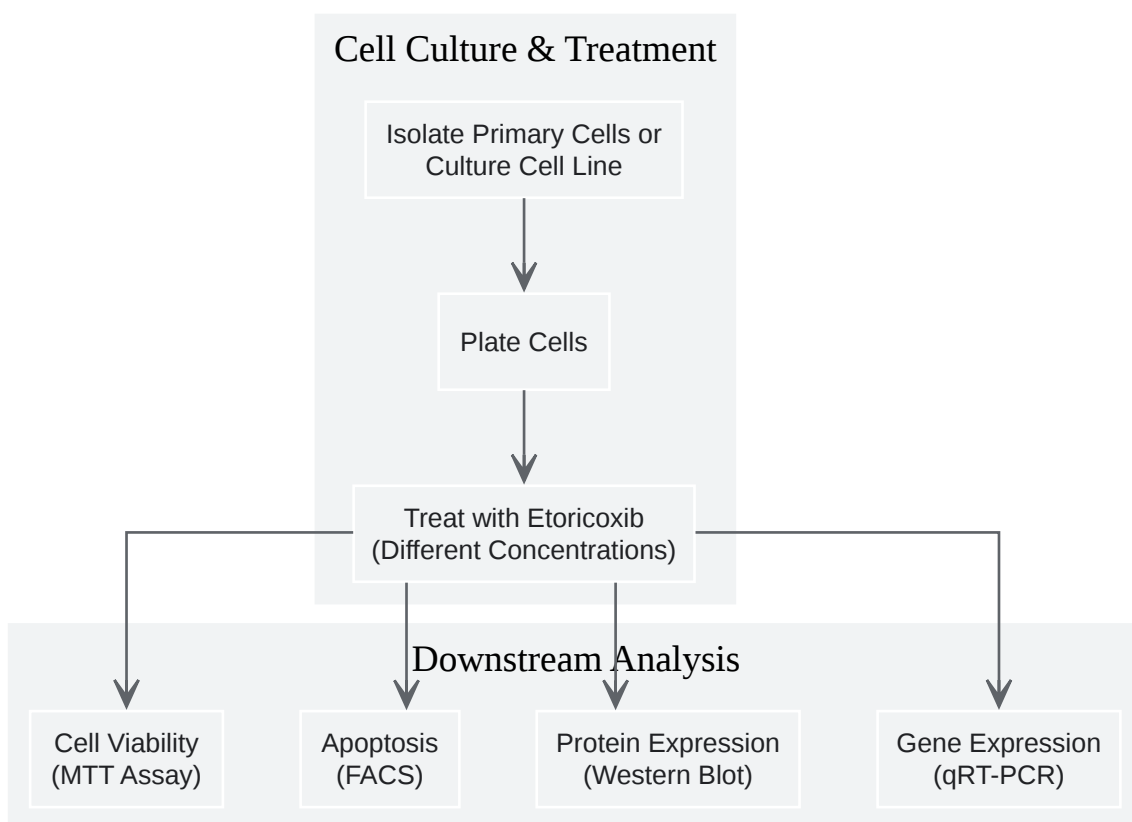 Cell Culture & Treatment
Isolate Primary Cells or
Culture Cell Line
Plate Cells
Treat with Etoricoxib
(Different Concentrations)
Downstream Analysis
Cell Viability
(MTT Assay)
Apoptosis
(FACS)
Protein Expression
(Western Blot)
Gene Expression
(qRT-PCR)